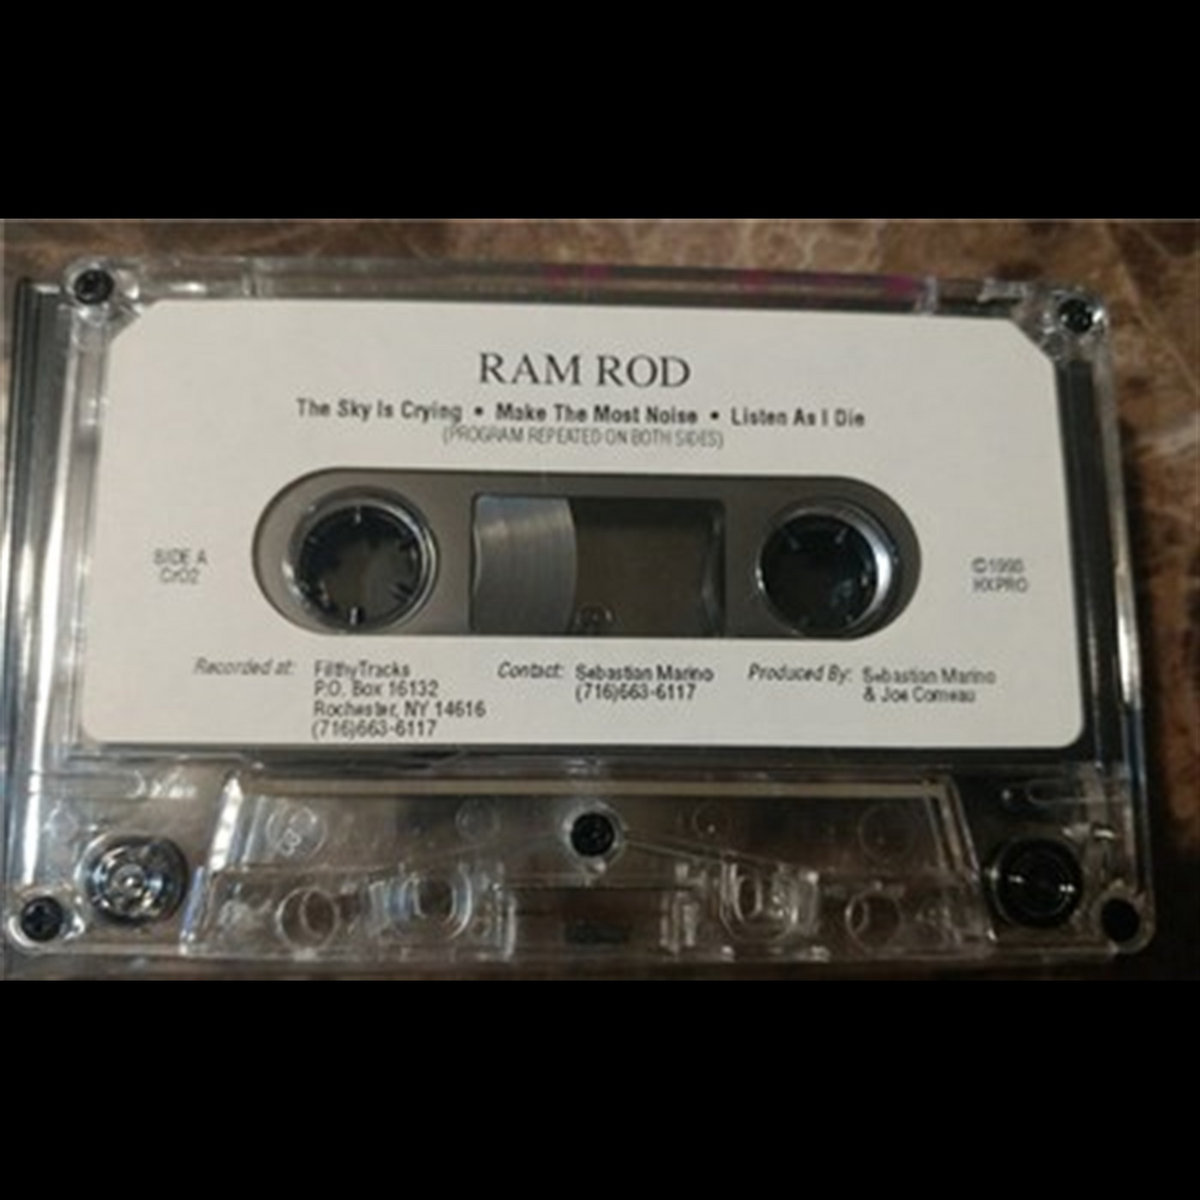 RAM ROD
The Sky Is Crying • Make The Most Noise • Listen As I Die
(PROGRAM REPEATED ON BOTH SIDES)
SIDE A
CrO2
HXPRO
Recorded at: FilthyTracks
P.O. Box 16132
Rochester, NY 14616
(716)663-6117
Contact: Sebastian Marino
(716)663-6117
Produced By: Sebastian Marino
& Joe Comeau